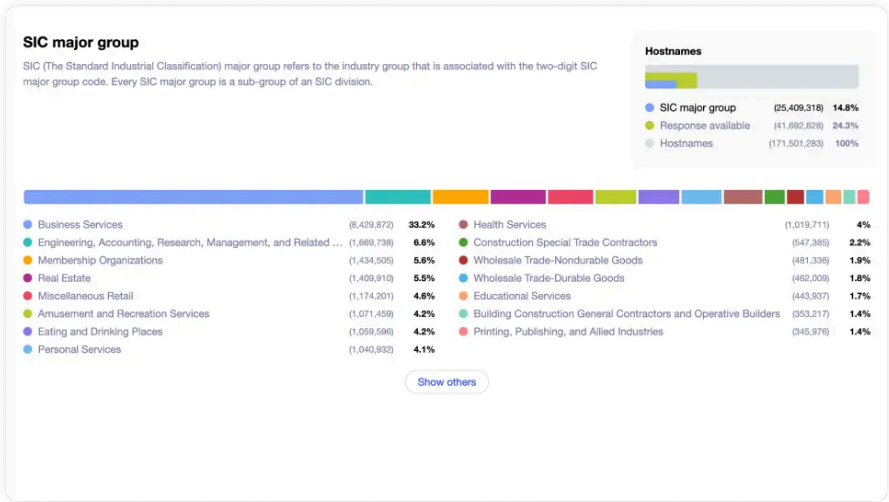 SIC major group
SIC (The Standard Industrial Classification) major group refers to the industry group that is associated with the two-digit SIC
major group code. Every SIC major group is a sub-group of an SIC division.
Hostnames
SIC major group (25,409,318) 14.8%
Response available (41,692,828) 24.3%
Hostnames (171,501,283) 100%
Business Services (8,429,872) 33.2%
Engineering, Accounting, Research, Management, and Related ... (1,669,738) 6.6%
Membership Organizations (1,434,505) 5.6%
Real Estate (1,409,910) 5.5%
Miscellaneous Retail (1,174,201) 4.6%
Amusement and Recreation Services (1,071,459) 4.2%
Eating and Drinking Places (1,059,596) 4.2%
Personal Services (1,040,932) 4.1%
Health Services (1,019,711) 4%
Construction Special Trade Contractors (547,385) 2.2%
Wholesale Trade-Nondurable Goods (481,336) 1.9%
Wholesale Trade-Durable Goods (462,009) 1.8%
Educational Services (443,937) 1.7%
Building Construction General Contractors and Operative Builders (353,217) 1.4%
Printing, Publishing, and Allied Industries (345,976) 1.4%
Show others